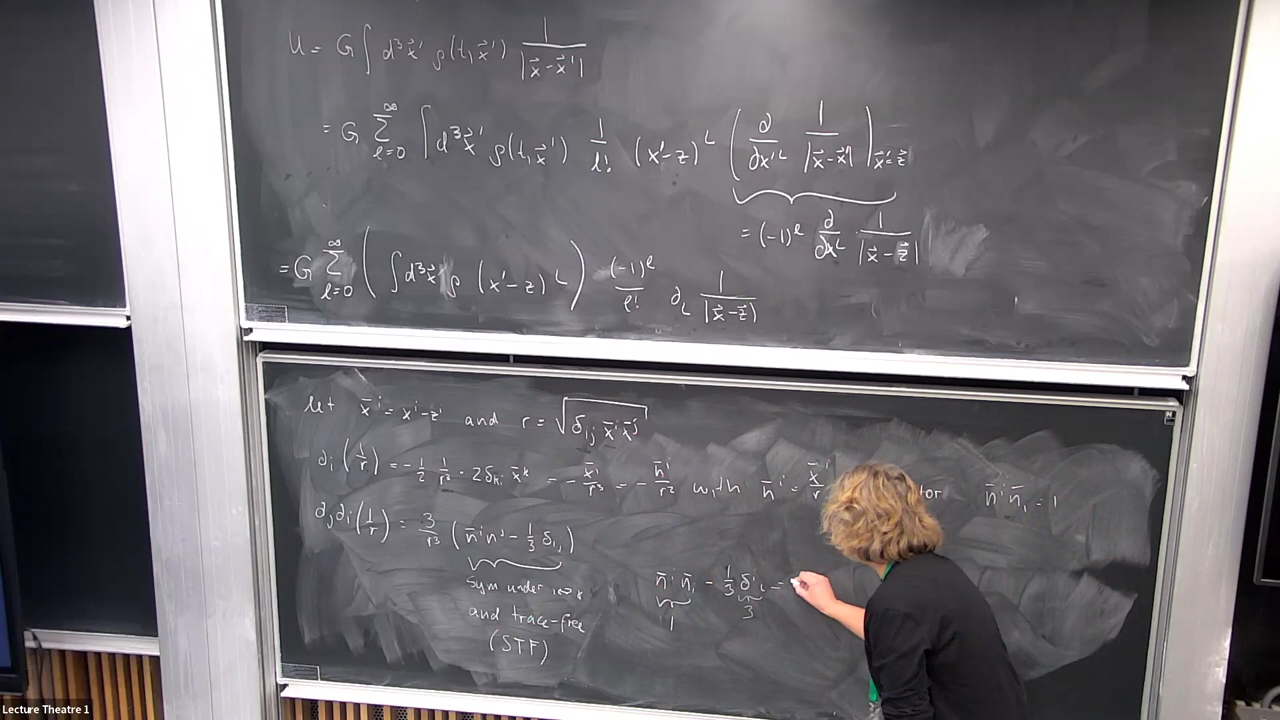 U = G ∫ d³x⃗' ρ(t,x⃗') 1/|x⃗-x⃗'|
= G ∑_{l=0}^{∞} ∫ d³x⃗' ρ(t,x⃗') 1/l! (x'-z)^L (∂/∂x'^L 1/|x⃗-x⃗'|)_{x⃗'=z⃗}
= (-1)^l ∂/∂x^L 1/|x⃗-z⃗|
= G ∑_{l=0}^{∞} (∫ d³x⃗ ρ (x'-z)^L) (-1)^l/l! ∂_L 1/|x⃗-z⃗|
let x̄^i = x^i - z^i and r = √(δ_ij x̄^i x̄^j)
∂_i (1/r) = -1/2 1/r³ · 2δ_ki x̄^k = - x̄^i/r³ = - n̄^i/r² with n̄^i = x̄^i/r tor n̄^i n̄_i = 1
∂_j ∂_i (1/r) = 3/r³ (n̄^i n^j - 1/3 δ_ij)
Sym under
and trace-free
(STF)
n̄^i n̄_i - 1/3 δ^i_i =
1 3
Lecture Theatre 1